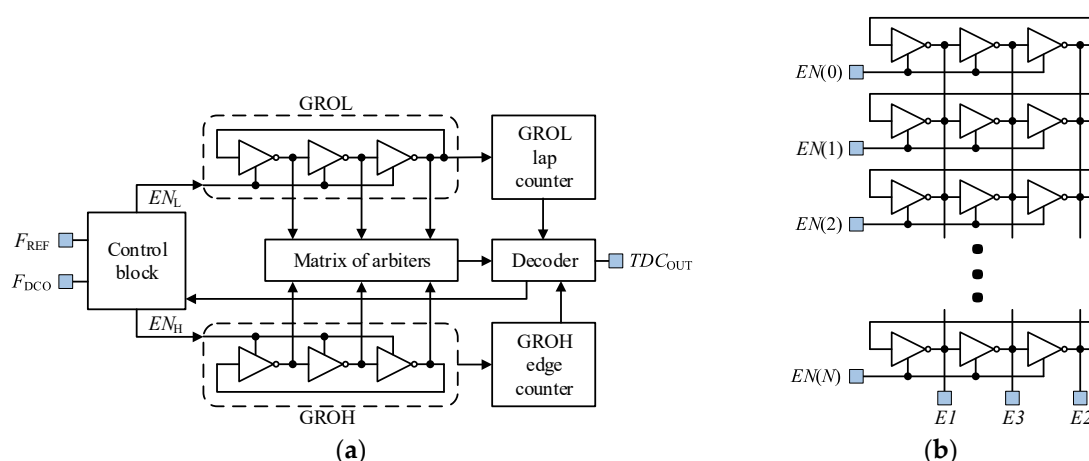 GROL
EN_L
GROL
lap
counter
F_REF
F_DCO
Control
block
Matrix of arbiters
Decoder
TDC_OUT
EN_H
GROH
GROH
edge
counter
(a)
EN(0)
EN(1)
EN(2)
EN(N)
E1 E3 E2
(b)